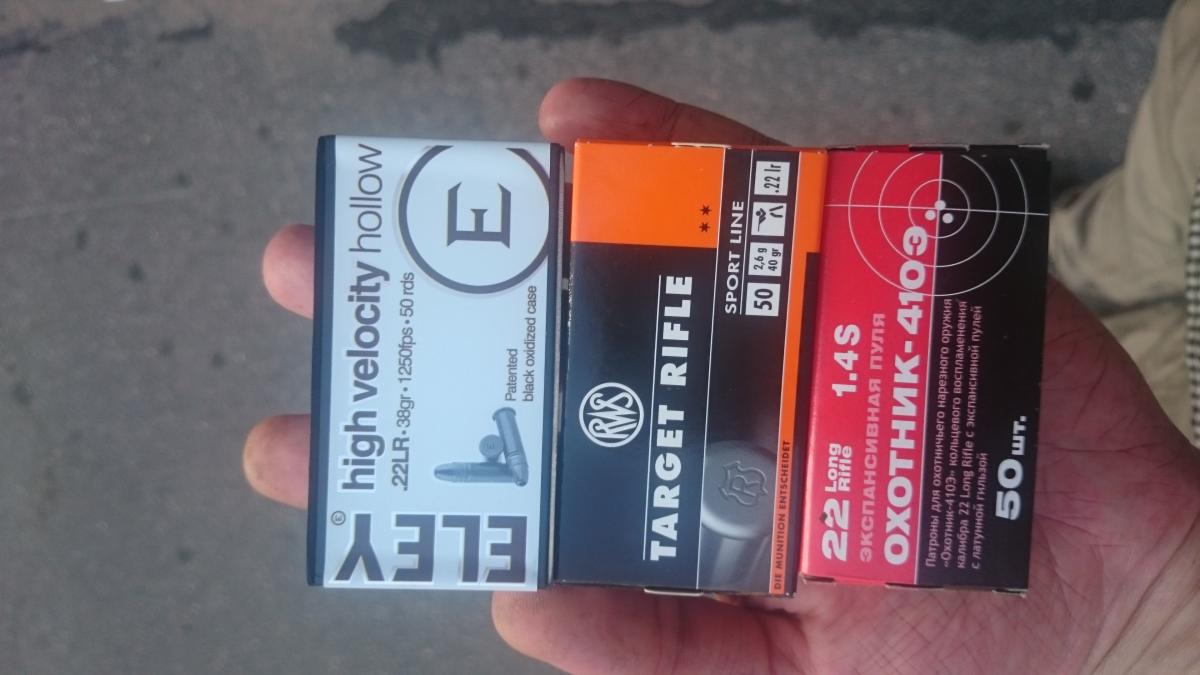 ELEY
high velocity hollow
.22LR • 38gr • 1250fps • 50 rds
Patented
black oxidized case
E
RWS
TARGET RIFLE
**
SPORT LINE
50
2,6 g
40 gr
.22 lr
R
DIE MUNITION ENTSCHEIDET
22 Long
Rifle
1.4S
ЭКСПАНСИВНАЯ ПУЛЯ
ОХОТНИК-410Э
Патроны для охотничьего нарезного оружия
«Охотник-410Э» кольцевого воспламенения
калибра 22 Long Rifle с экспансивной пулей
с латунной гильзой
50 шт.